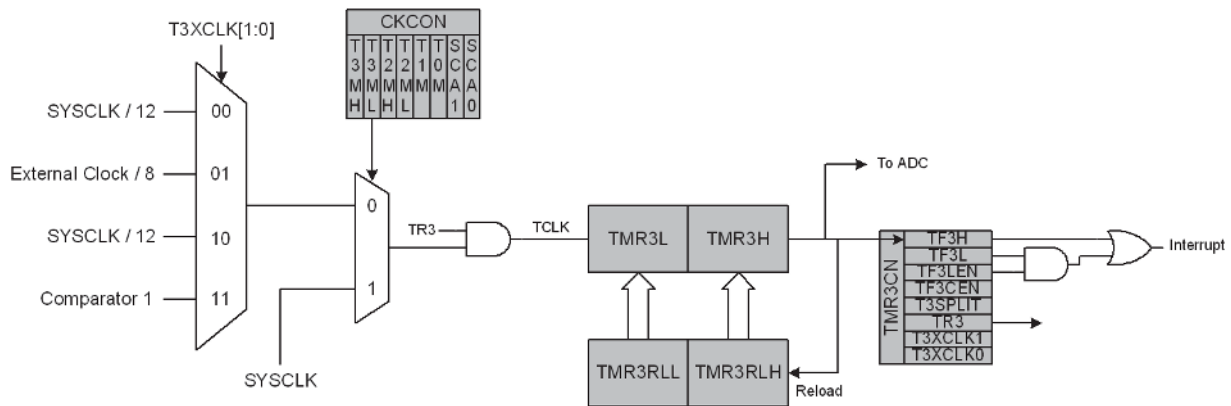 T3XCLK[1:0]
SYSCLK / 12
External Clock / 8
SYSCLK / 12
Comparator 1
00
01
10
11
CKCON
T3MH
T3ML
T2MH
T2ML
T1M
T0M
SCA1
SCA0
0
1
SYSCLK
TR3
TCLK
TMR3L
TMR3H
To ADC
TMR3RLL
TMR3RLH
Reload
TMR3CN
TF3H
TF3L
TF3LEN
TF3CEN
T3SPLIT
TR3
T3XCLK1
T3XCLK0
Interrupt